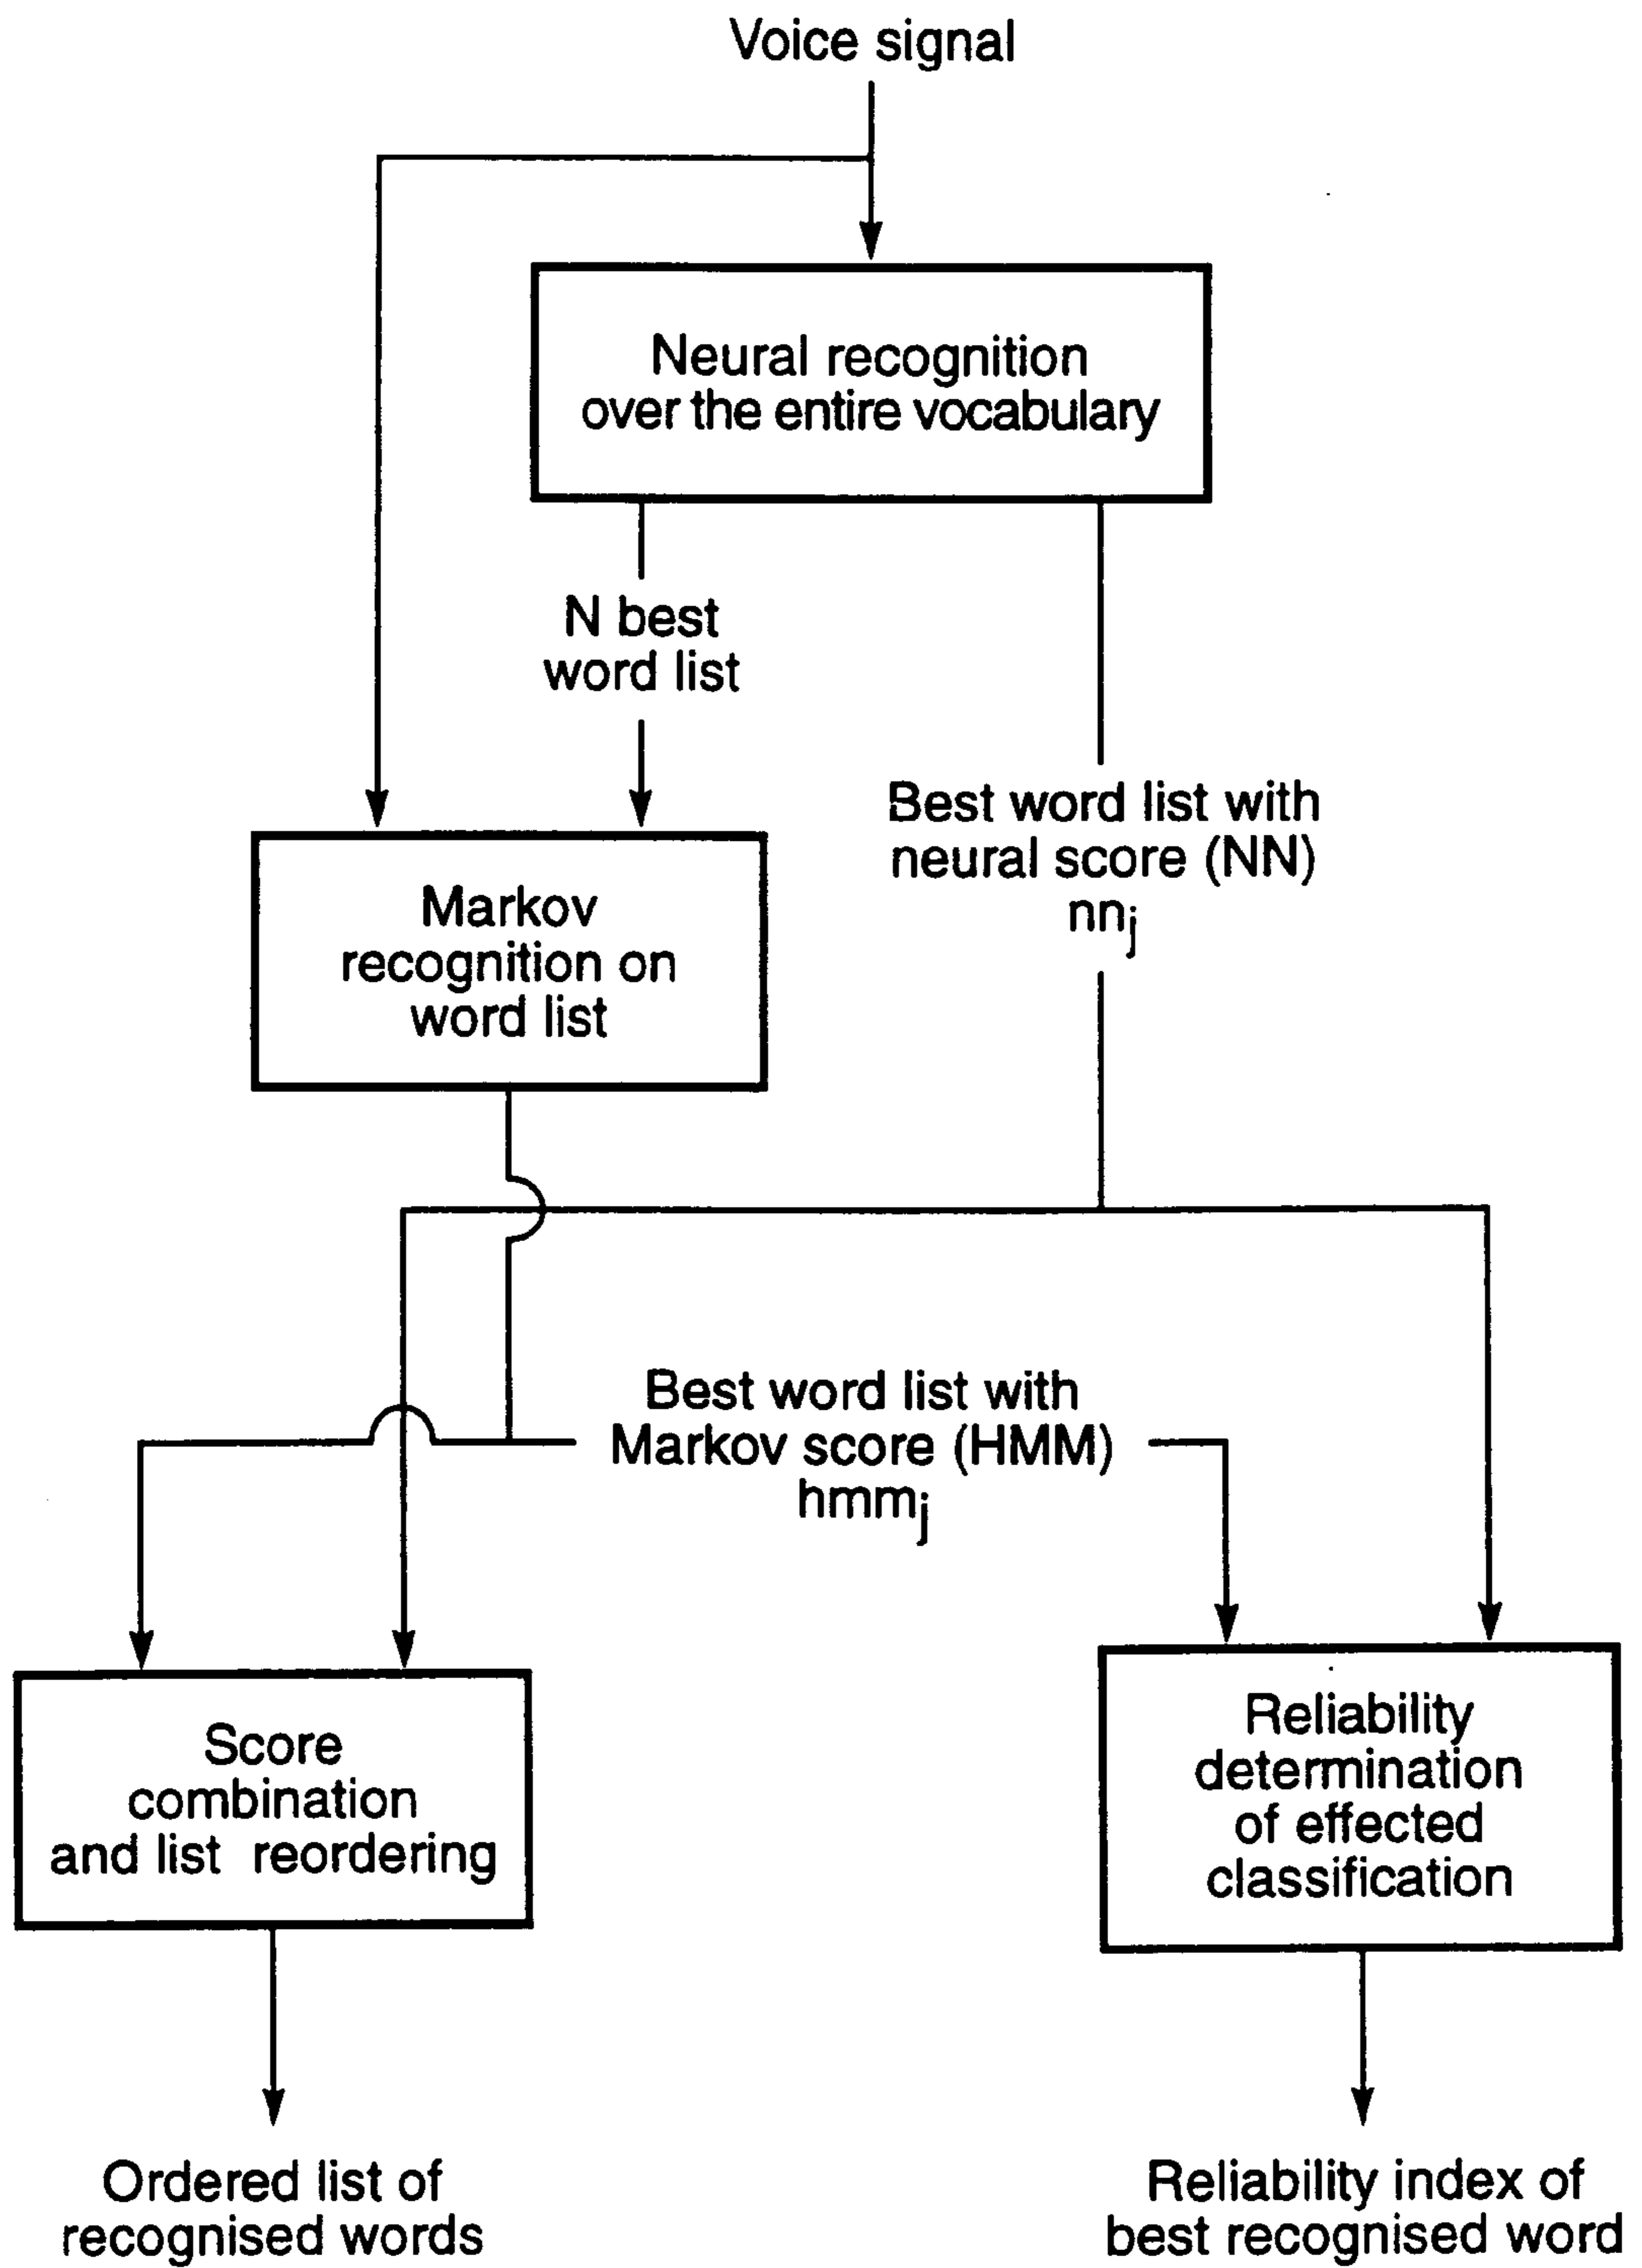 Voice signal
Neural recognition
over the entire vocabulary
N best
word list
Best word list with
neural score (NN)
nnj
Markov
recognition on
word list
Best word list with
Markov score (HMM)
hmmj
Score
combination
and list reordering
Reliability
determination
of effected
classification
Ordered list of
recognised words
Reliability index of
best recognised word